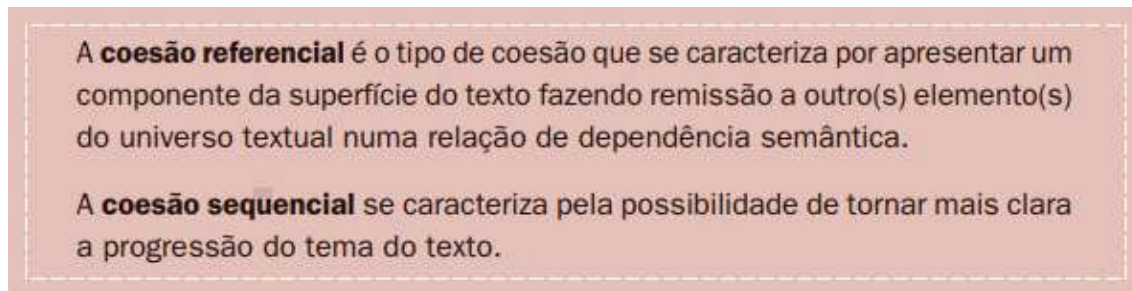 A coesão referencial é o tipo de coesão que se caracteriza por apresentar um
componente da superfície do texto fazendo remissão a outro(s) elemento(s)
do universo textual numa relação de dependência semântica.
A coesão sequencial se caracteriza pela possibilidade de tornar mais clara
a progressão do tema do texto.